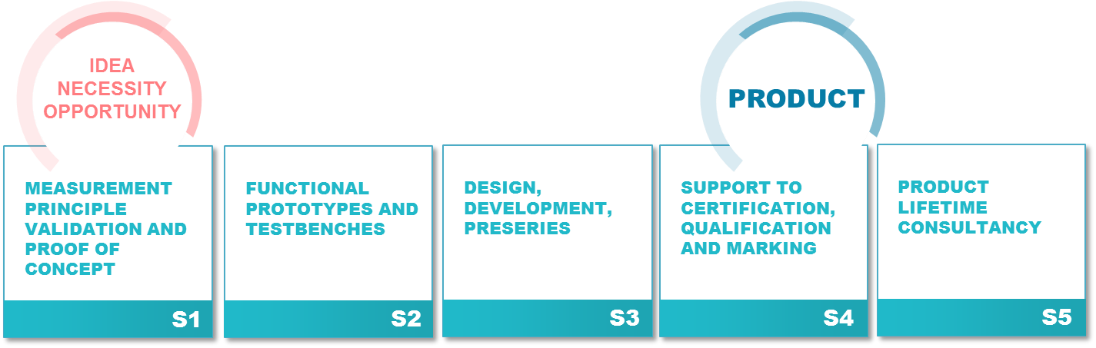 IDEA
NECESSITY
OPPORTUNITY
PRODUCT
MEASUREMENT
PRINCIPLE
VALIDATION AND
PROOF OF
CONCEPT
S1
FUNCTIONAL
PROTOTYPES AND
TESTBENCHES
S2
DESIGN,
DEVELOPMENT,
PRESERIES
S3
SUPPORT TO
CERTIFICATION,
QUALIFICATION
AND MARKING
S4
PRODUCT
LIFETIME
CONSULTANCY
S5